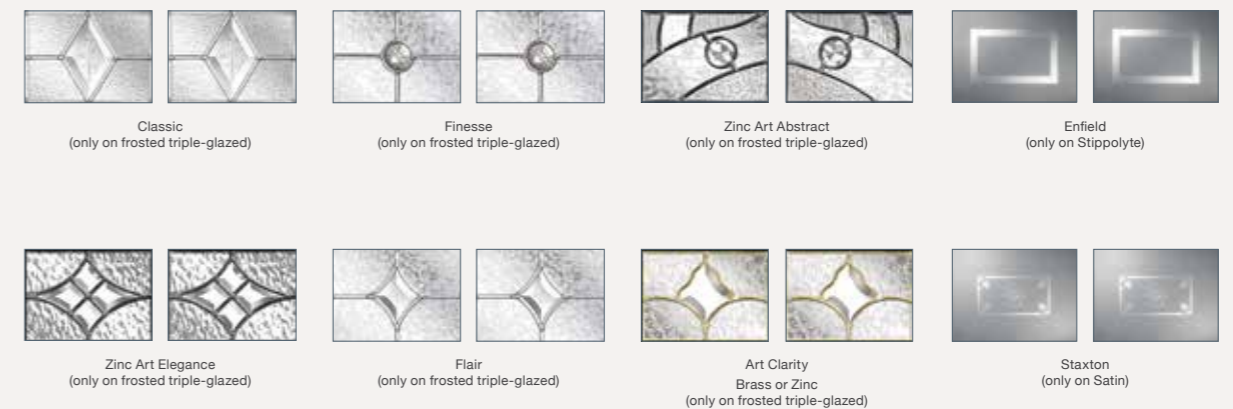 Classic
(only on frosted triple-glazed)
Finesse
(only on frosted triple-glazed)
Zinc Art Abstract
(only on frosted triple-glazed)
Enfield
(only on Stippolyte)
Zinc Art Elegance
(only on frosted triple-glazed)
Flair
(only on frosted triple-glazed)
Art Clarity
Brass or Zinc
(only on frosted triple-glazed)
Staxton
(only on Satin)